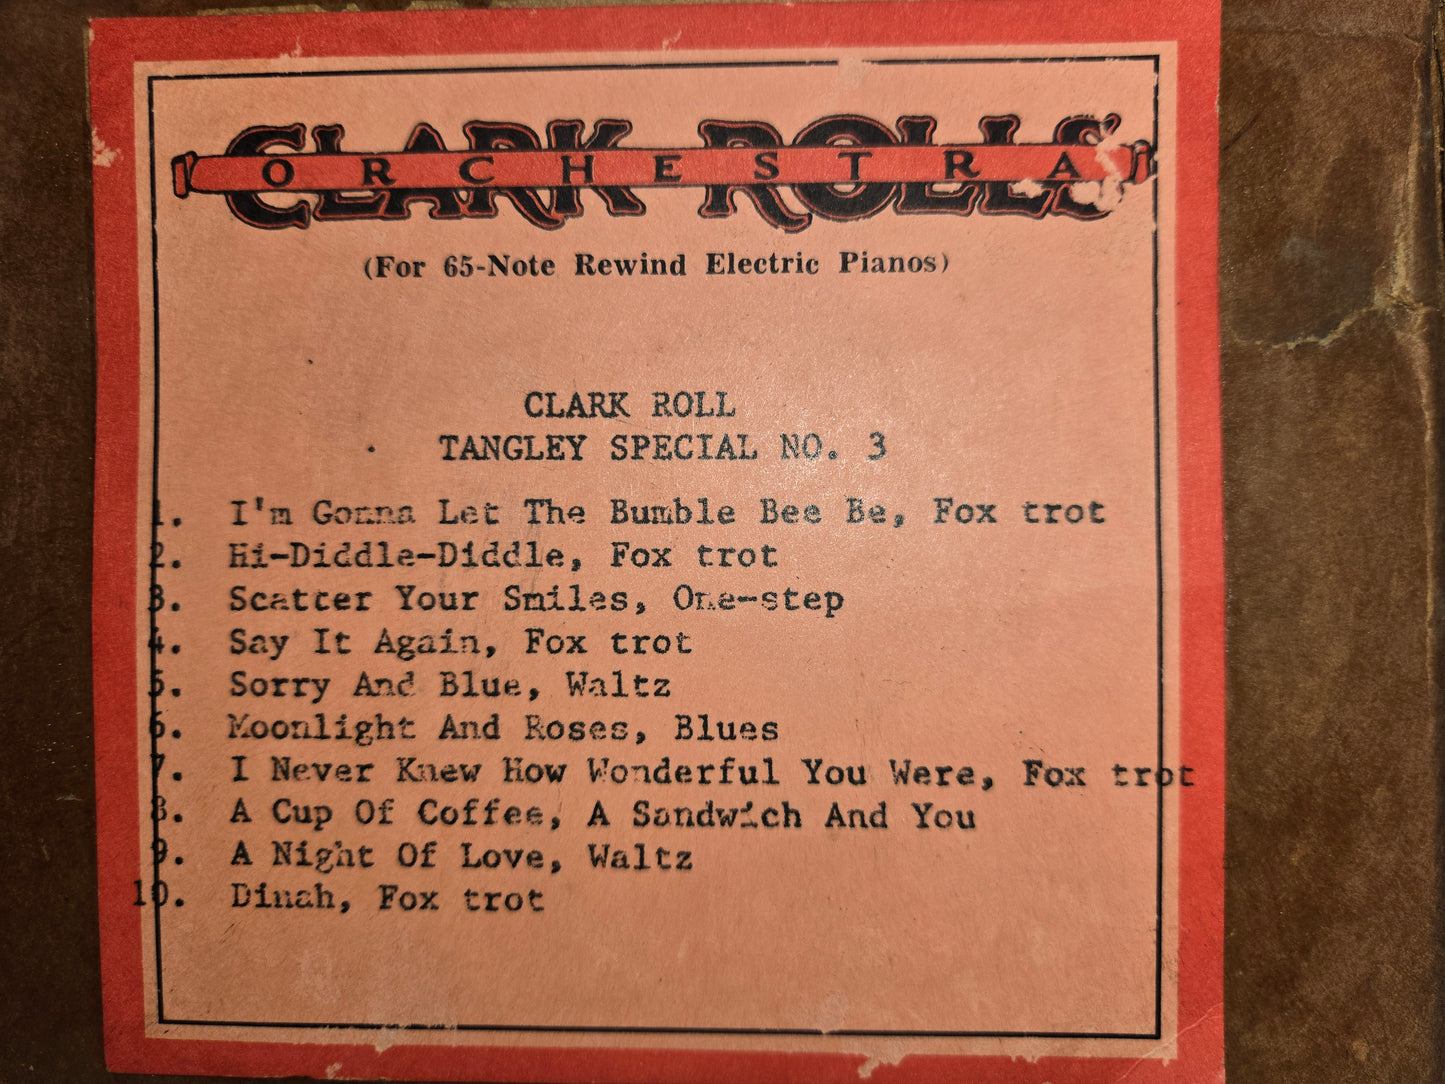 CLARK ROLLS
ORCHESTRA
(For 65-Note Rewind Electric Pianos)
CLARK ROLL
TANGLEY SPECIAL NO. 3
1. I'm Gonna Let The Bumble Bee Be, Fox trot
2. Hi-Diddle-Diddle, Fox trot
3. Scatter Your Smiles, One-step
4. Say It Again, Fox trot
5. Sorry And Blue, Waltz
6. Moonlight And Roses, Blues
7. I Never Knew How Wonderful You Were, Fox trot
8. A Cup Of Coffee, A Sandwich And You
9. A Night Of Love, Waltz
10. Dinah, Fox trot